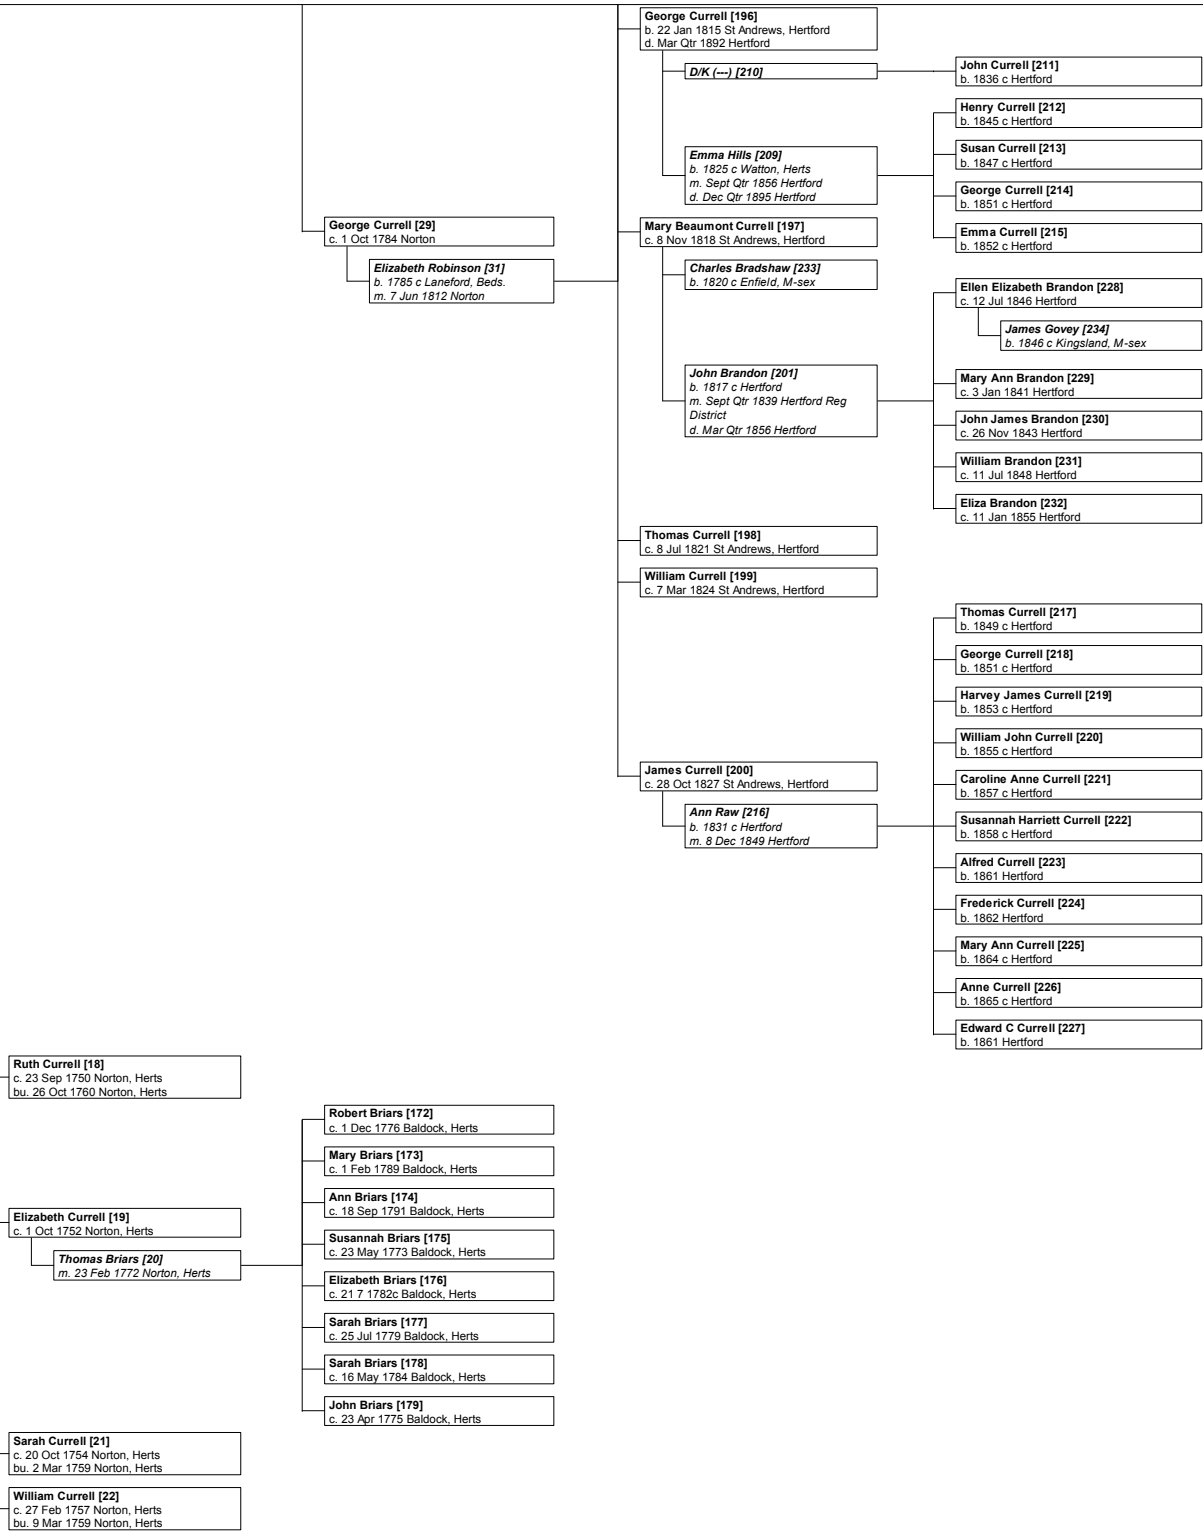 George Currell [196]
b. 22 Jan 1815 St Andrews, Hertford
d. Mar Qtr 1892 Hertford
D/K (---) [210]
John Currell [211]
b. 1836 c Hertford
Henry Currell [212]
b. 1845 c Hertford
Emma Hills [209]
b. 1825 c Watton, Herts
m. Sept Qtr 1856 Hertford
d. Dec Qtr 1895 Hertford
Susan Currell [213]
b. 1847 c Hertford
George Currell [214]
b. 1851 c Hertford
Emma Currell [215]
b. 1852 c Hertford
George Currell [29]
c. 1 Oct 1784 Norton
Elizabeth Robinson [31]
b. 1785 c Laneford, Beds.
m. 7 Jun 1812 Norton
Mary Beaumont Currell [197]
c. 8 Nov 1818 St Andrews, Hertford
Charles Bradshaw [233]
b. 1820 c Enfield, M-sex
Ellen Elizabeth Brandon [228]
c. 12 Jul 1846 Hertford
James Govey [234]
b. 1846 c Kingsland, M-sex
John Brandon [201]
b. 1817 c Hertford
m. Sept Qtr 1839 Hertford Reg
District
d. Mar Qtr 1856 Hertford
Mary Ann Brandon [229]
c. 3 Jan 1841 Hertford
John James Brandon [230]
c. 26 Nov 1843 Hertford
William Brandon [231]
c. 11 Jul 1848 Hertford
Eliza Brandon [232]
c. 11 Jan 1855 Hertford
Thomas Currell [198]
c. 8 Jul 1821 St Andrews, Hertford
William Currell [199]
c. 7 Mar 1824 St Andrews, Hertford
Thomas Currell [217]
b. 1849 c Hertford
George Currell [218]
b. 1851 c Hertford
Harvey James Currell [219]
b. 1853 c Hertford
William John Currell [220]
b. 1855 c Hertford
James Currell [200]
c. 28 Oct 1827 St Andrews, Hertford
Ann Raw [216]
b. 1831 c Hertford
m. 8 Dec 1849 Hertford
Caroline Anne Currell [221]
b. 1857 c Hertford
Susannah Harriett Currell [222]
b. 1858 c Hertford
Alfred Currell [223]
b. 1861 Hertford
Frederick Currell [224]
b. 1862 Hertford
Mary Ann Currell [225]
b. 1864 c Hertford
Anne Currell [226]
b. 1865 c Hertford
Edward C Currell [227]
b. 1861 Hertford
Ruth Currell [18]
c. 23 Sep 1750 Norton, Herts
bu. 26 Oct 1760 Norton, Herts
Elizabeth Currell [19]
c. 1 Oct 1752 Norton, Herts
Thomas Briars [20]
m. 23 Feb 1772 Norton, Herts
Robert Briars [172]
c. 1 Dec 1776 Baldock, Herts
Mary Briars [173]
c. 1 Feb 1789 Baldock, Herts
Ann Briars [174]
c. 18 Sep 1791 Baldock, Herts
Susannah Briars [175]
c. 23 May 1773 Baldock, Herts
Elizabeth Briars [176]
c. 21 7 1782c Baldock, Herts
Sarah Briars [177]
c. 25 Jul 1779 Baldock, Herts
Sarah Briars [178]
c. 16 May 1784 Baldock, Herts
John Briars [179]
c. 23 Apr 1775 Baldock, Herts
Sarah Currell [21]
c. 20 Oct 1754 Norton, Herts
bu. 2 Mar 1759 Norton, Herts
William Currell [22]
c. 27 Feb 1757 Norton, Herts
bu. 9 Mar 1759 Norton, Herts